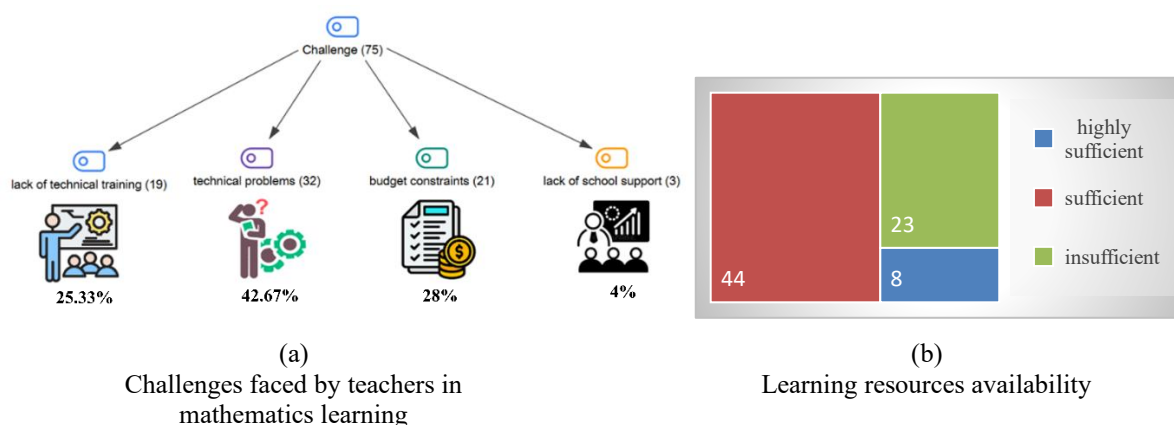 Challenge (75)
lack of technical training (19)
technical problems (32)
budget constraints (21)
lack of school support (3)
?
$
25.33%
42.67%
28%
4%
(a)
Challenges faced by teachers in
mathematics learning
44
23
8
highly
sufficient
sufficient
insufficient
(b)
Learning resources availability